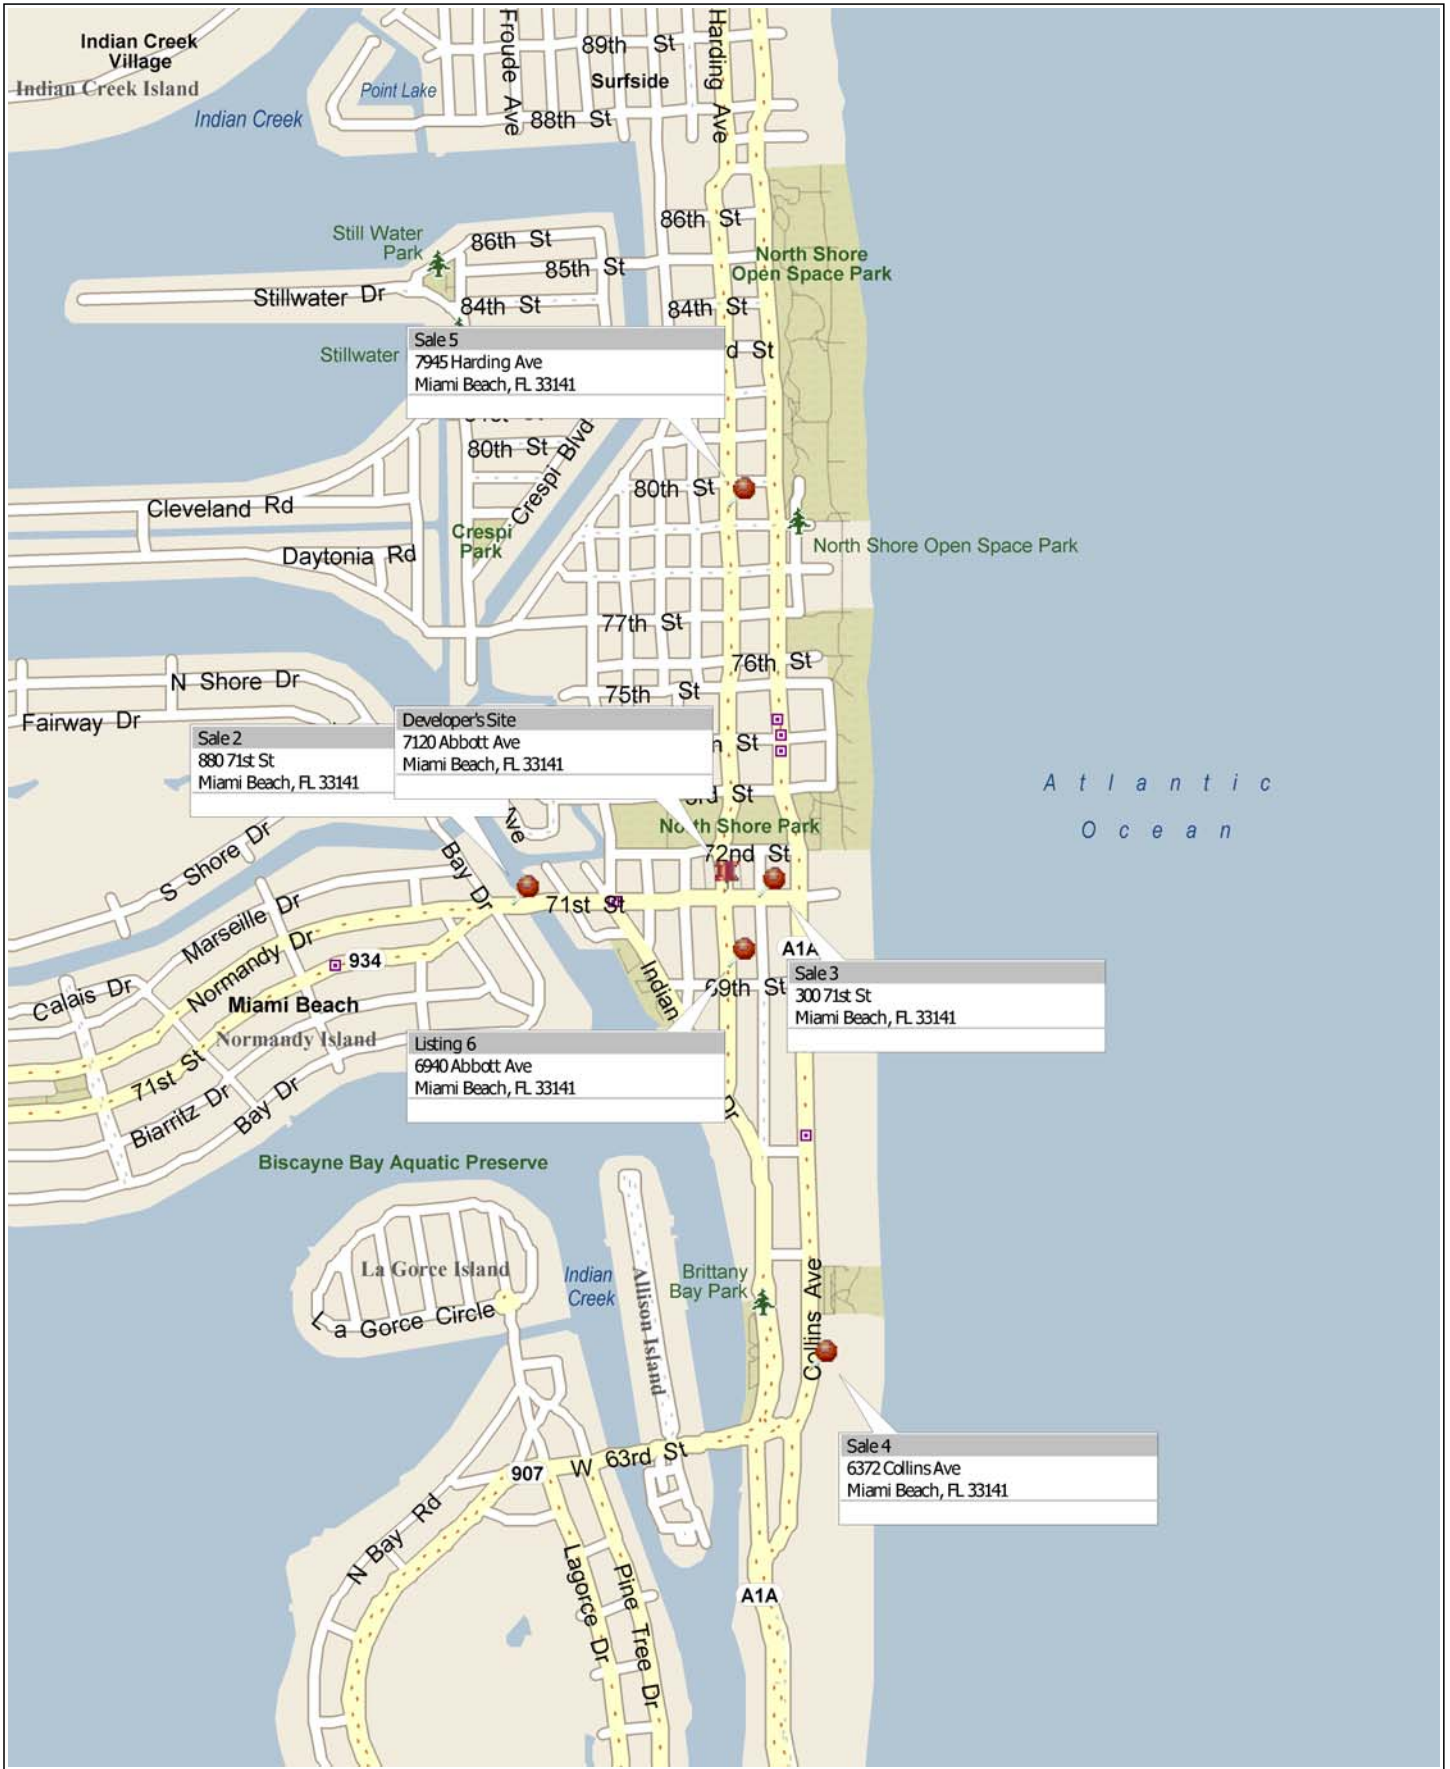 Indian Creek
Village
Indian Creek Island
Indian Creek
Point Lake
Froude Ave
89th St
Surfside
Harding Ave
88th St
86th St
Still Water
Park
86th St
85th St
North Shore
Open Space Park
Stillwater Dr
84th St
84th St
Stillwater
d St
Sale 5
7945 Harding Ave
Miami Beach, FL 33141
80th St
Crespi Blvd
80th St
Cleveland Rd
Crespi
Park
Daytonia Rd
North Shore Open Space Park
77th St
76th St
N Shore Dr
75th St
Fairway Dr
Developer's Site
7120 Abbott Ave
Miami Beach, FL 33141
Sale 2
880 71st St
Miami Beach, FL 33141
St
St
Atlantic
Ocean
North Shore Park
Ave
S Shore Dr
Bay Dr
72nd St
71st St
Marseille Dr
Normandy Dr
934
A1A
Calais Dr
Miami Beach
Normandy Island
Indian
69th St
Sale 3
300 71st St
Miami Beach, FL 33141
Listing 6
6940 Abbott Ave
Miami Beach, FL 33141
71st St
Biarritz Dr
Bay Dr
Dr
Biscayne Bay Aquatic Preserve
La Gorce Island
Indian
Creek
Allison Island
Brittany
Bay Park
La Gorce Circle
Collins Ave
Sale 4
6372 Collins Ave
Miami Beach, FL 33141
907
W 63rd St
N Bay Rd
Lagorce Dr
Pine Tree Dr
A1A